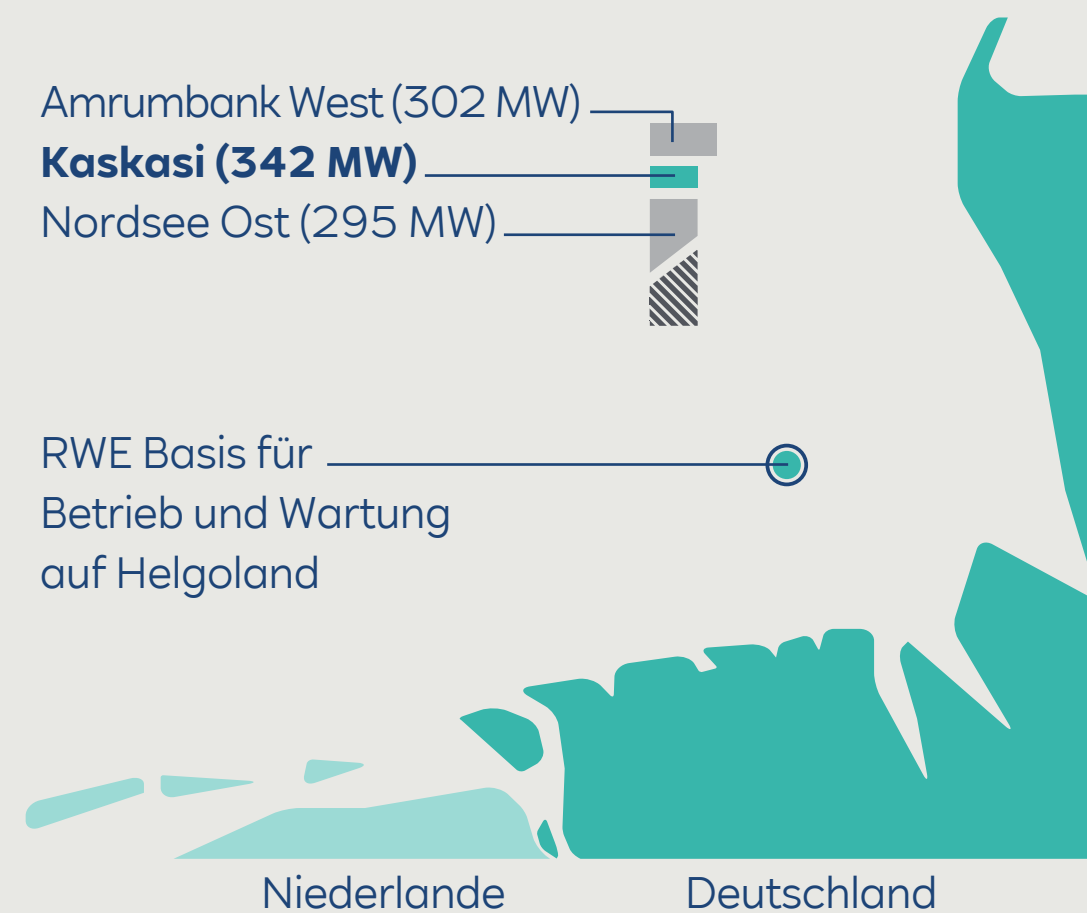 Amrumbank West (302 MW)
Kaskasi (342 MW)
Nordsee Ost (295 MW)
RWE Basis für
Betrieb und Wartung
auf Helgoland
Niederlande
Deutschland